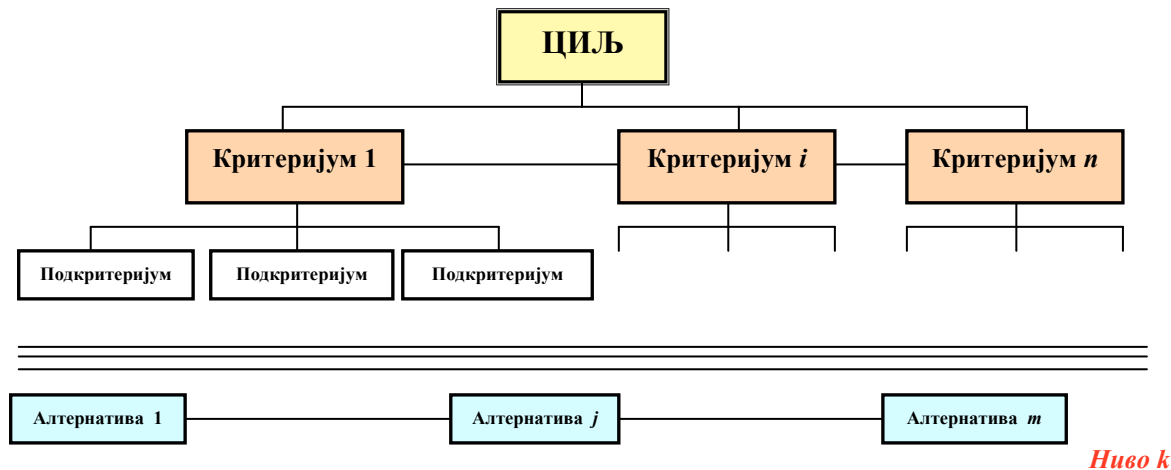 ЦИЉ
Критеријум 1
Критеријум i
Критеријум n
Подкритеријум
Подкритеријум
Подкритеријум
Алтернатива 1
Алтернатива j
Алтернатива m
Ниво k